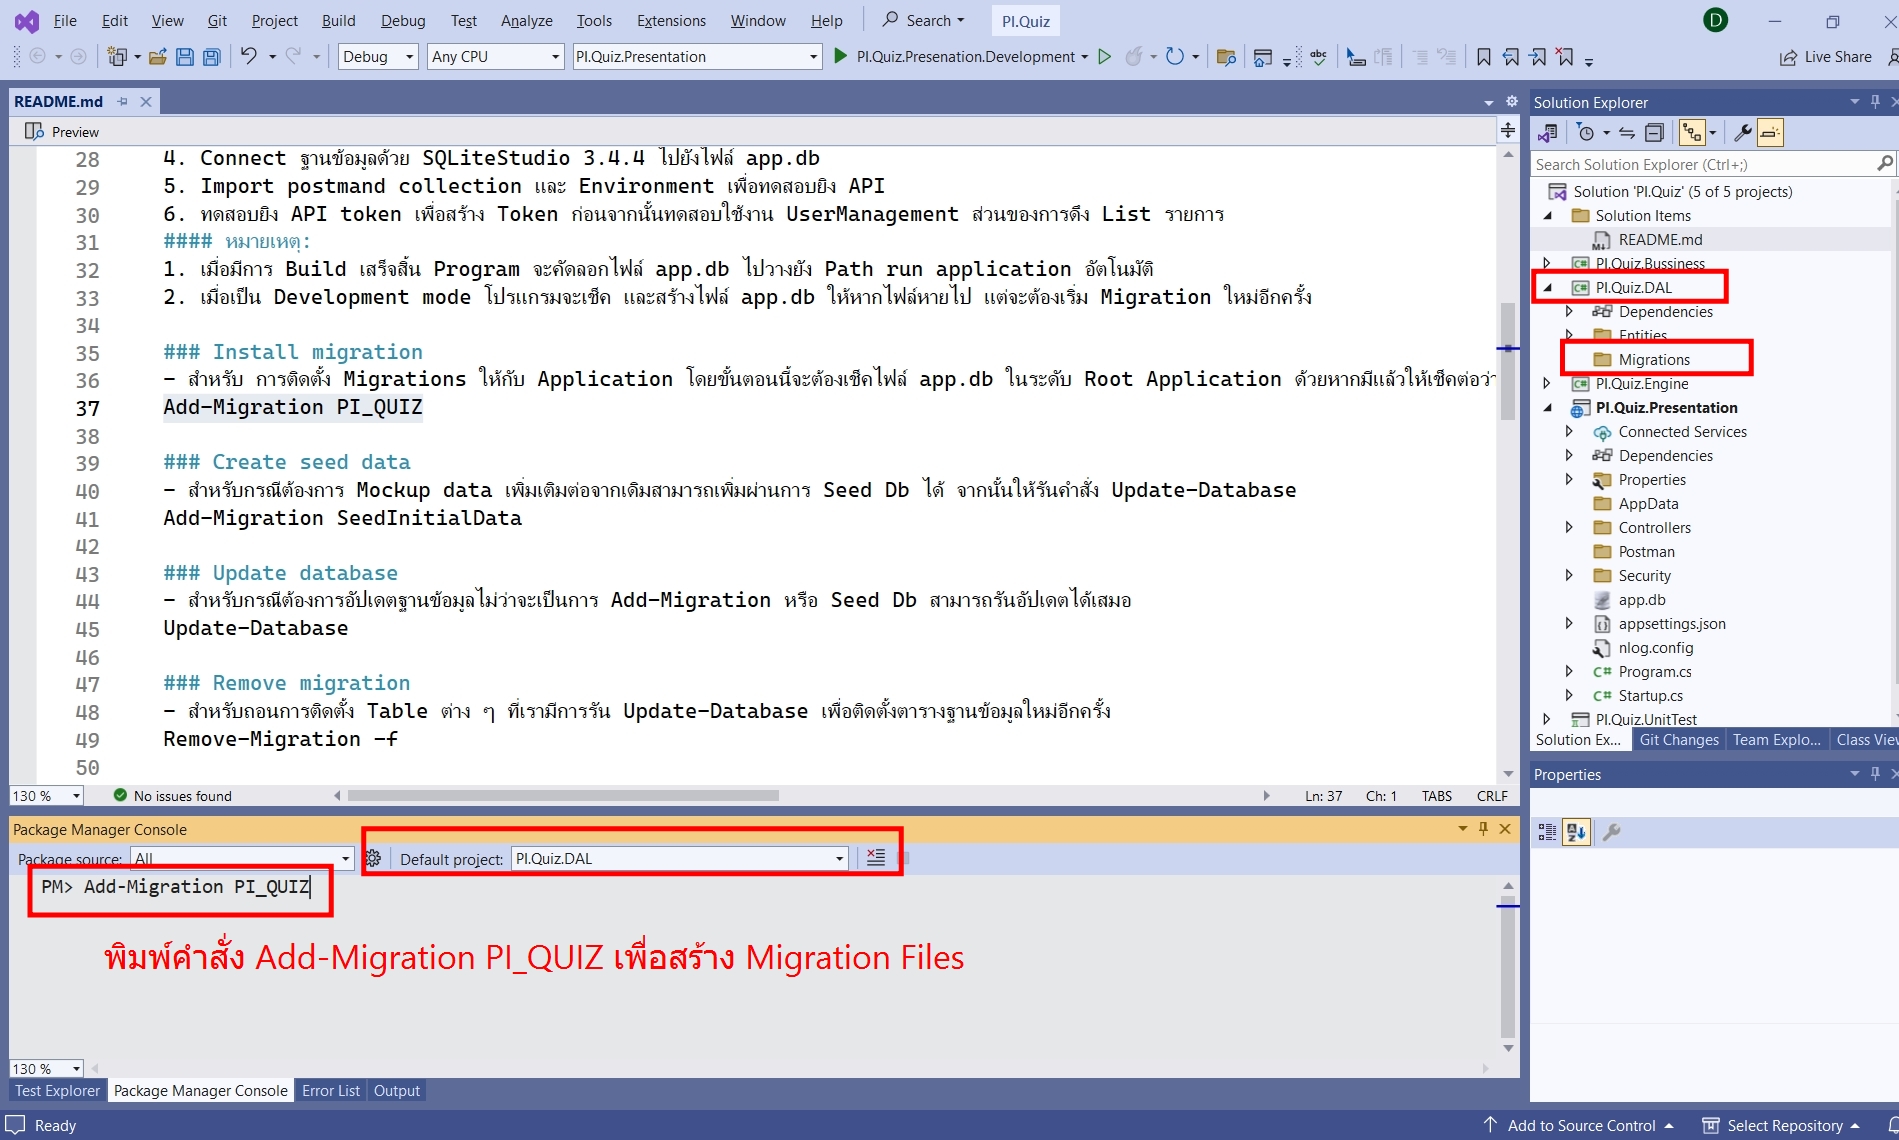 File Edit View Git Project Build Debug Test Analyze Tools Extensions Window Help Search PI.Quiz D
Debug Any CPU PI.Quiz.Presentation PI.Quiz.Presenation.Development abc Live Share
README.md
Preview
28 4. Connect ฐานข้อมูลด้วย SQLiteStudio 3.4.4 ไปยังไฟล์ app.db
29 5. Import postmand collection และ Environment เพื่อทดสอบยิง API
30 6. ทดสอบยิง API token เพื่อสร้าง Token ก่อนจากนั้นทดสอบใช้งาน UserManagement ส่วนของการดึง List รายการ
31 #### หมายเหตุ:
32 1. เมื่อมีการ Build เสร็จสิ้น Program จะคัดลอกไฟล์ app.db ไปวางยัง Path run application อัตโนมัติ
33 2. เมื่อเป็น Development mode โปรแกรมจะเช็ค และสร้างไฟล์ app.db ให้หากไฟล์หายไป แต่จะต้องเริ่ม Migration ใหม่อีกครั้ง
34
35 ### Install migration
36 - สำหรับ การติดตั้ง Migrations ให้กับ Application โดยขั้นตอนนี้จะต้องเช็คไฟล์ app.db ในระดับ Root Application ด้วยหากมีแล้วให้เช็คต่อว่า
37 Add-Migration PI_QUIZ
38
39 ### Create seed data
40 - สำหรับกรณีต้องการ Mockup data เพิ่มเติมต่อจากเดิมสามารถเพิ่มผ่านการ Seed Db ได้ จากนั้นให้รันคำสั่ง Update-Database
41 Add-Migration SeedInitialData
42
43 ### Update database
44 - สำหรับกรณีต้องการอัปเดตฐานข้อมูลไม่ว่าจะเป็นการ Add-Migration หรือ Seed Db สามารถรันอัปเดตได้เสมอ
45 Update-Database
46
47 ### Remove migration
48 - สำหรับถอนการติดตั้ง Table ต่าง ๆ ที่เรามีการรัน Update-Database เพื่อติดตั้งตารางฐานข้อมูลใหม่อีกครั้ง
49 Remove-Migration -f
50
130 % No issues found Ln: 37 Ch: 1 TABS CRLF
Package Manager Console
Package source: All Default project: PI.Quiz.DAL
PM> Add-Migration PI_QUIZ
พิมพ์คำสั่ง Add-Migration PI_QUIZ เพื่อสร้าง Migration Files
130 %
Test Explorer Package Manager Console Error List Output
Solution Explorer
Search Solution Explorer (Ctrl+;)
Solution 'PI.Quiz' (5 of 5 projects)
Solution Items
README.md
PI.Quiz.Bussiness
PI.Quiz.DAL
Dependencies
Entities
Migrations
PI.Quiz.Engine
PI.Quiz.Presentation
Connected Services
Dependencies
Properties
AppData
Controllers
Postman
Security
app.db
appsettings.json
nlog.config
C# Program.cs
C# Startup.cs
PI.Quiz.UnitTest
Solution Ex... Git Changes Team Explo... Class View
Properties
Ready Add to Source Control Select Repository